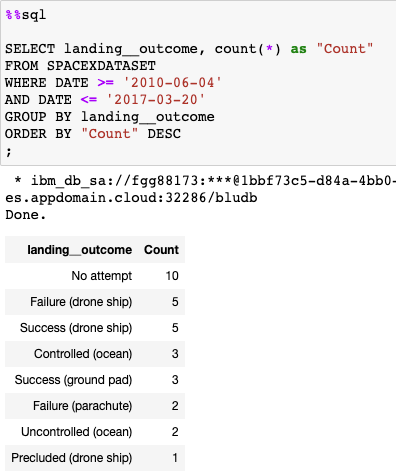 %%sql
SELECT landing__outcome, count(*) as "Count"
FROM SPACEXDATASET
WHERE DATE >= '2010-06-04'
AND DATE <= '2017-03-20'
GROUP BY landing__outcome
ORDER BY "Count" DESC
;
* ibm_db_sa://fgg88173:***@1bbf73c5-d84a-4bb0-
es.appdomain.cloud:32286/bludb
Done.
landing__outcome Count
No attempt 10
Failure (drone ship) 5
Success (drone ship) 5
Controlled (ocean) 3
Success (ground pad) 3
Failure (parachute) 2
Uncontrolled (ocean) 2
Precluded (drone ship) 1